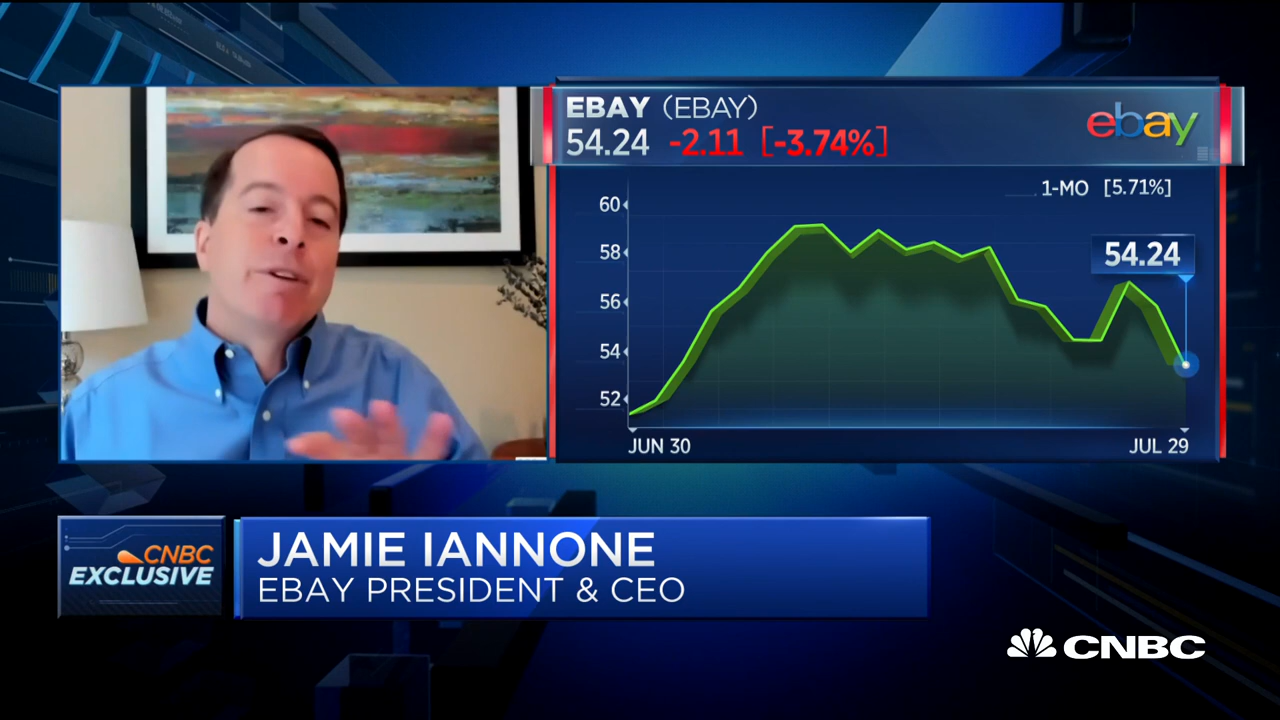 EBAY (EBAY)
54.24 -2.11 [-3.74%]
ebay
1-MO [5.71%]
60
58
56
54
52
54.24
JUN 30
JUL 29
CNBC
EXCLUSIVE
JAMIE IANNONE
EBAY PRESIDENT & CEO
CNBC